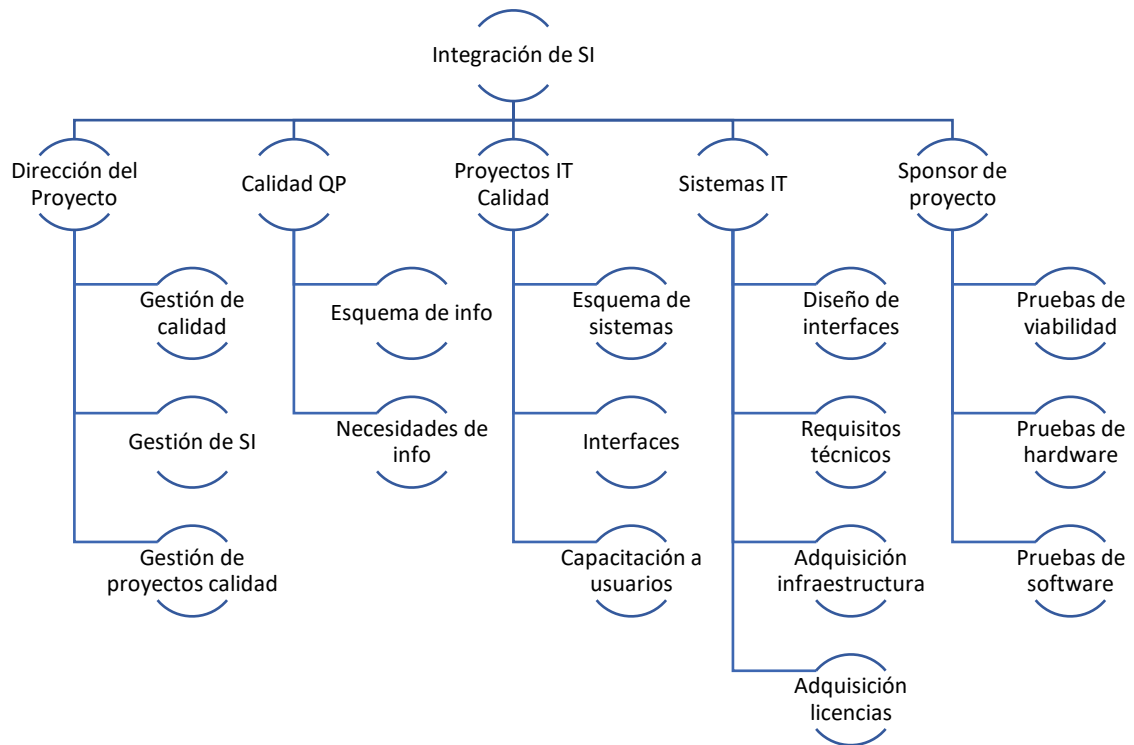 Integración de SI
Dirección del
Proyecto
Calidad QP
Proyectos IT
Calidad
Sistemas IT
Sponsor de
proyecto
Gestión de
calidad
Esquema de info
Esquema de
sistemas
Diseño de
interfaces
Pruebas de
viabilidad
Gestión de SI
Necesidades de
info
Interfaces
Requisitos
técnicos
Pruebas de
hardware
Gestión de
proyectos calidad
Capacitación a
usuarios
Adquisición
infraestructura
Pruebas de
software
Adquisición
licencias